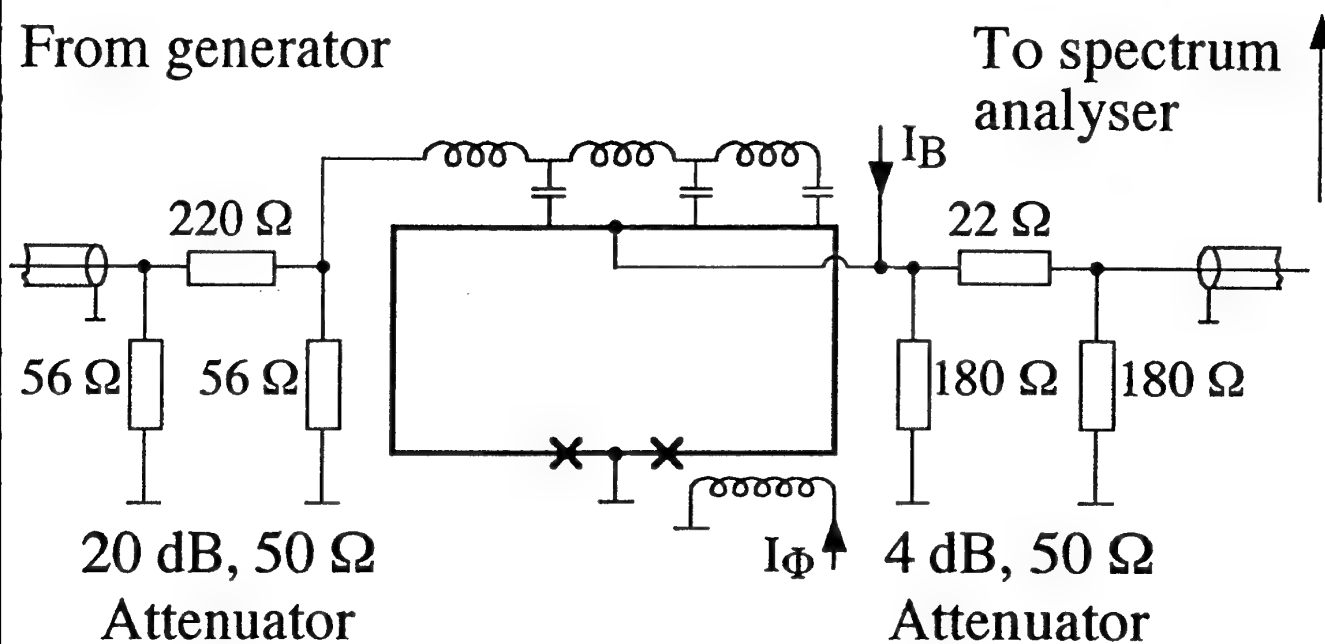 From generator
To spectrum
analyser
I_B
220 Ω
22 Ω
56 Ω
56 Ω
180 Ω
180 Ω
I_Φ
20 dB, 50 Ω
Attenuator
4 dB, 50 Ω
Attenuator